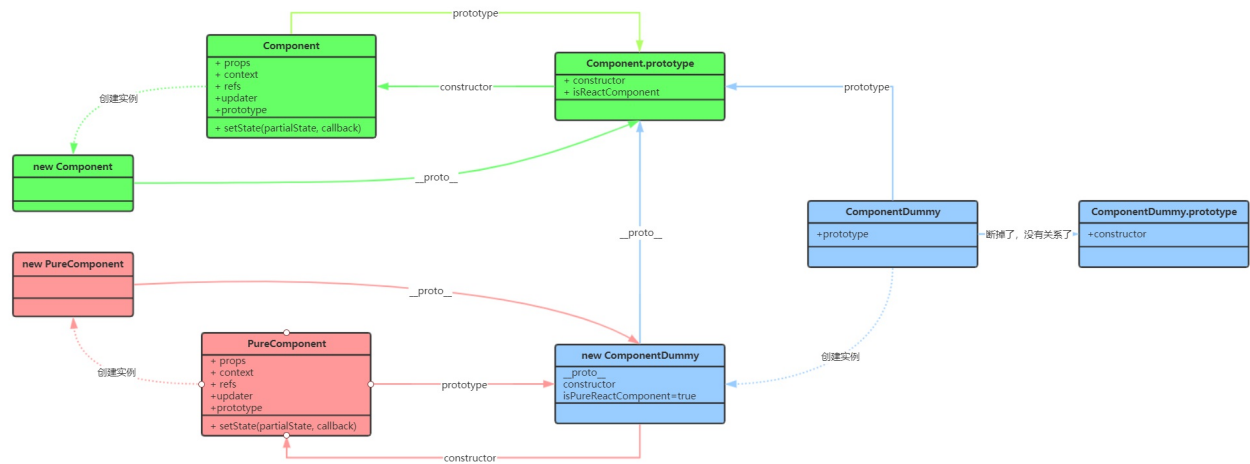 prototype
Component
+ props
+ context
+ refs
+updater
+prototype
+ setState(partialState, callback)
Component.prototype
+ constructor
+ isReactComponent
constructor
prototype
创建实例
new Component
__proto__
ComponentDummy
+prototype
断掉了，没有关系了
ComponentDummy.prototype
+constructor
__proto__
new PureComponent
__proto__
PureComponent
+ props
+ context
+ refs
+updater
+prototype
+ setState(partialState, callback)
创建实例
prototype
new ComponentDummy
__proto__
constructor
isPureReactComponent=true
创建实例
constructor